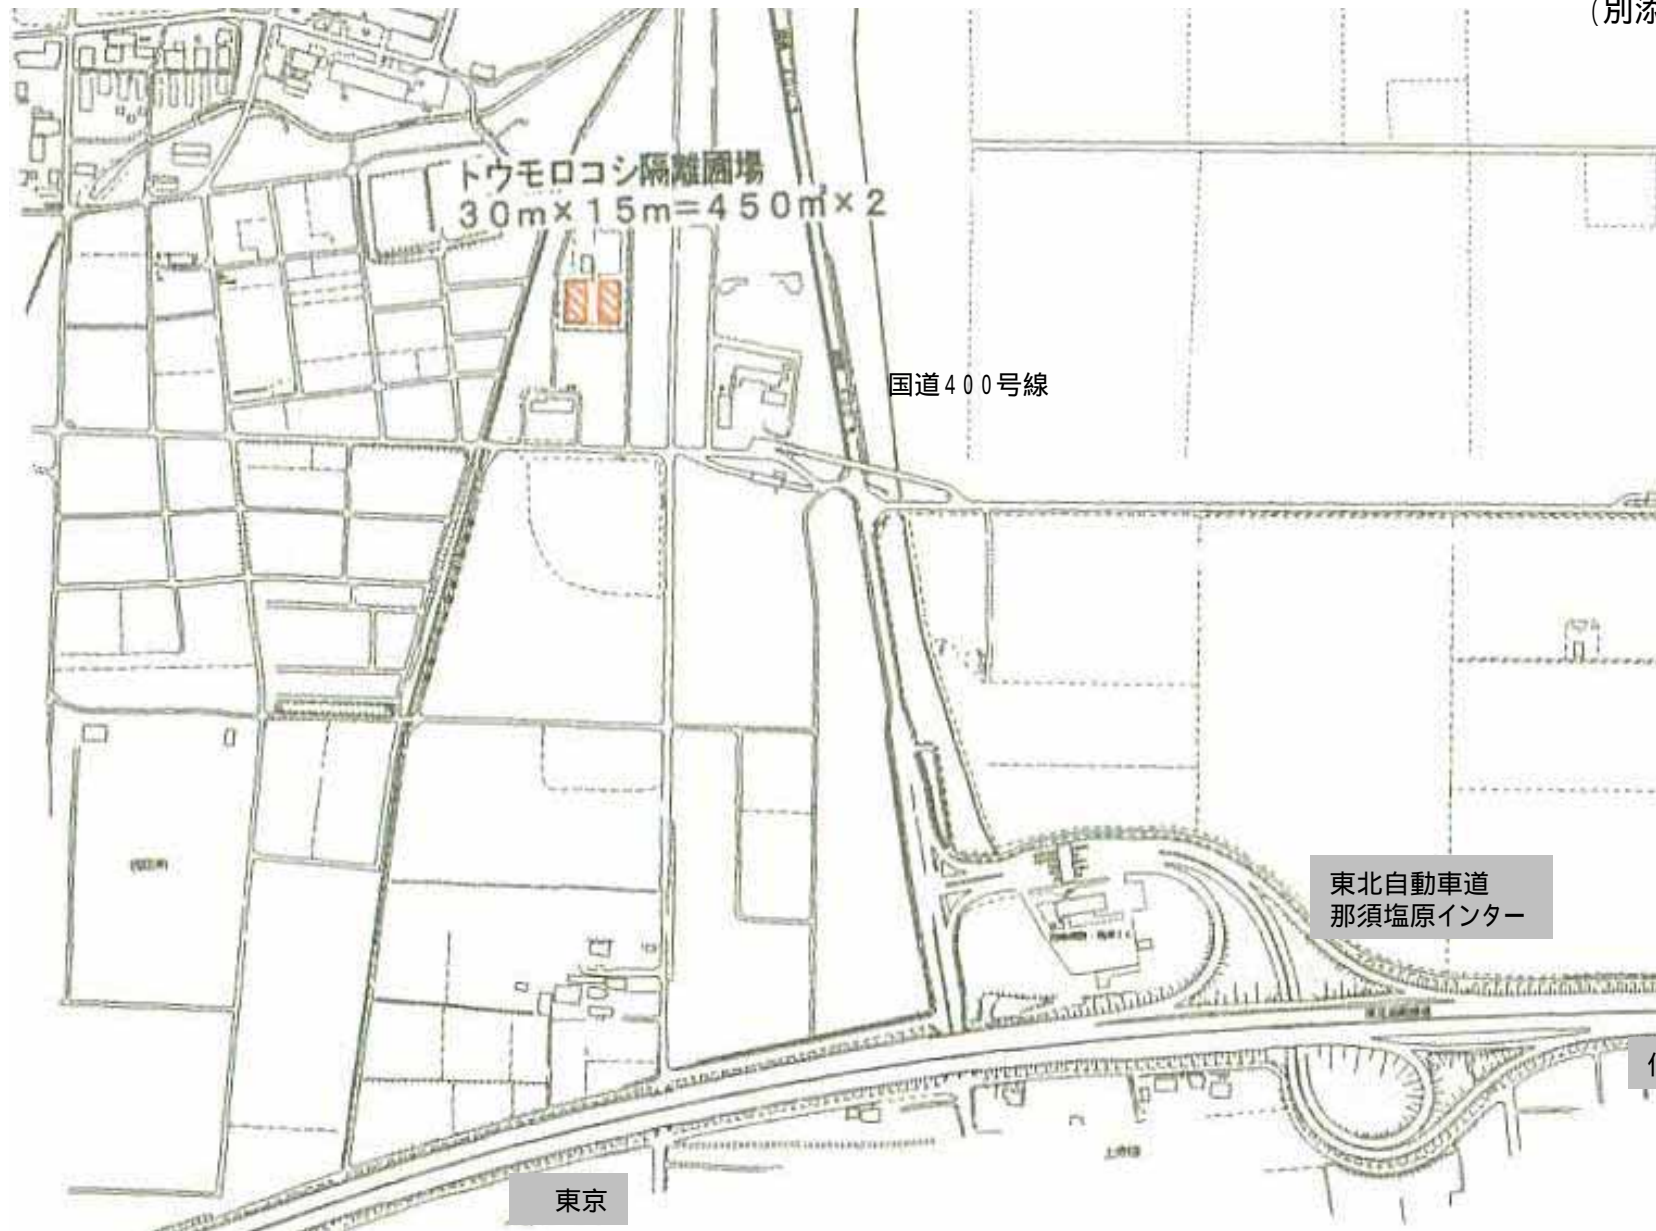 （別添
トウモロコシ隔離圃場
30m×15m=450㎡×2
国道400号線
東北自動車道
那須塩原インター
東京